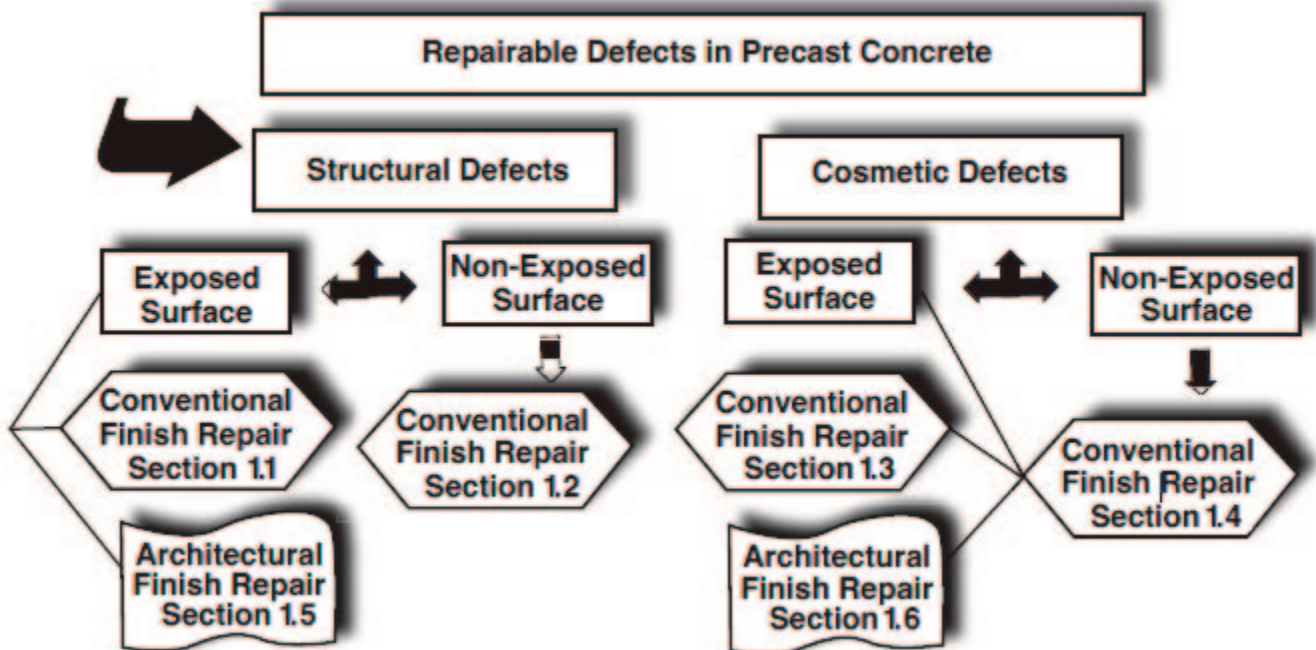 Repairable Defects in Precast Concrete
Structural Defects
Cosmetic Defects
Exposed
Surface
Non-Exposed
Surface
Exposed
Surface
Non-Exposed
Surface
Conventional
Finish Repair
Section 1.1
Conventional
Finish Repair
Section 1.2
Conventional
Finish Repair
Section 1.3
Conventional
Finish Repair
Section 1.4
Architectural
Finish Repair
Section 1.5
Architectural
Finish Repair
Section 1.6